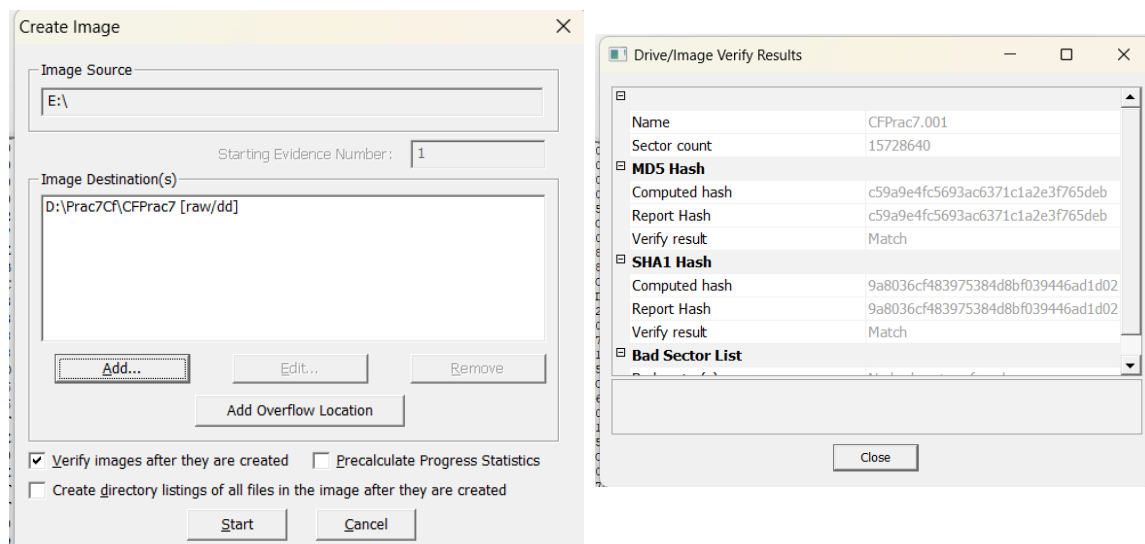 Create Image
Image Source
E:\
Starting Evidence Number:
1
Image Destination(s)
D:\Prac7Cf\CFPrac7 [raw/dd]
Add...
Edit...
Remove
Add Overflow Location
Verify images after they are created
Precalculate Progress Statistics
Create directory listings of all files in the image after they are created
Start
Cancel
Drive/Image Verify Results
Name
CFPrac7.001
Sector count
15728640
MD5 Hash
Computed hash
c59a9e4fc5693ac6371c1a2e3f765deb
Report Hash
c59a9e4fc5693ac6371c1a2e3f765deb
Verify result
Match
SHA1 Hash
Computed hash
9a8036cf483975384d8bf039446ad1d02
Report Hash
9a8036cf483975384d8bf039446ad1d02
Verify result
Match
Bad Sector List
Close